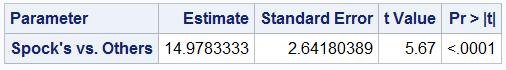 Parameter Estimate Standard Error t Value Pr > |t|
Spock's vs. Others 14.9783333 2.64180389 5.67 <.0001